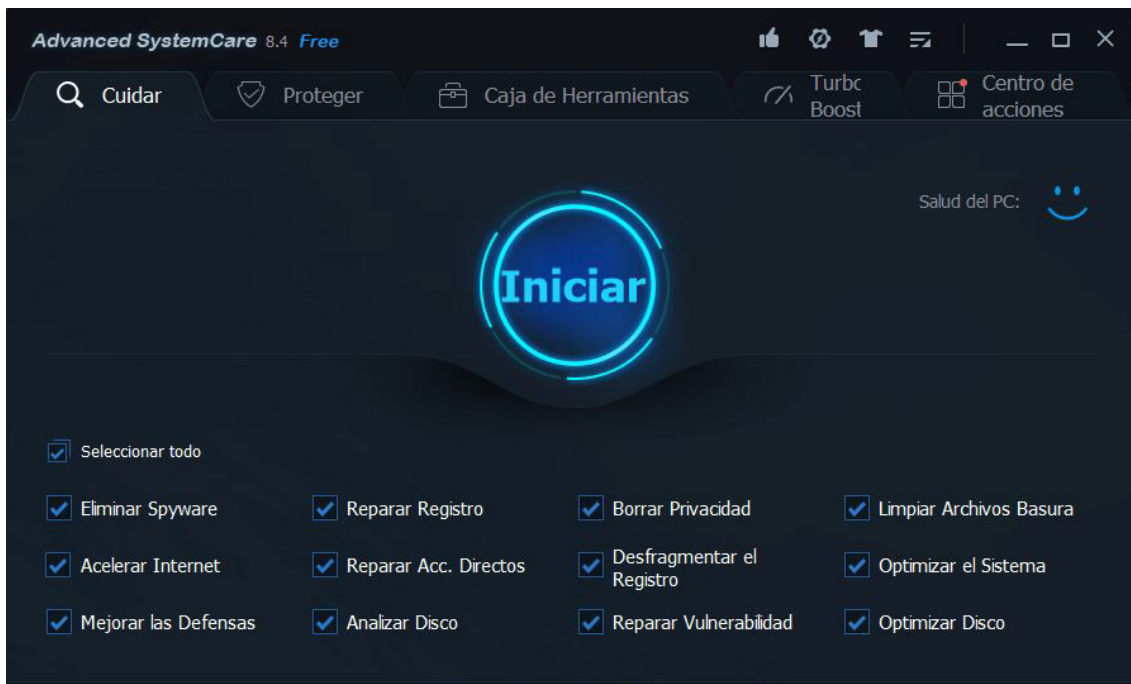 Advanced SystemCare 8.4 Free
Cuidar
Proteger
Caja de Herramientas
Turbo
Boost
Centro de
acciones
Salud del PC:
Iniciar
Seleccionar todo
Eliminar Spyware
Reparar Registro
Borrar Privacidad
Limpiar Archivos Basura
Acelerar Internet
Reparar Acc. Directos
Desfragmentar el
Registro
Optimizar el Sistema
Mejorar las Defensas
Analizar Disco
Reparar Vulnerabilidad
Optimizar Disco